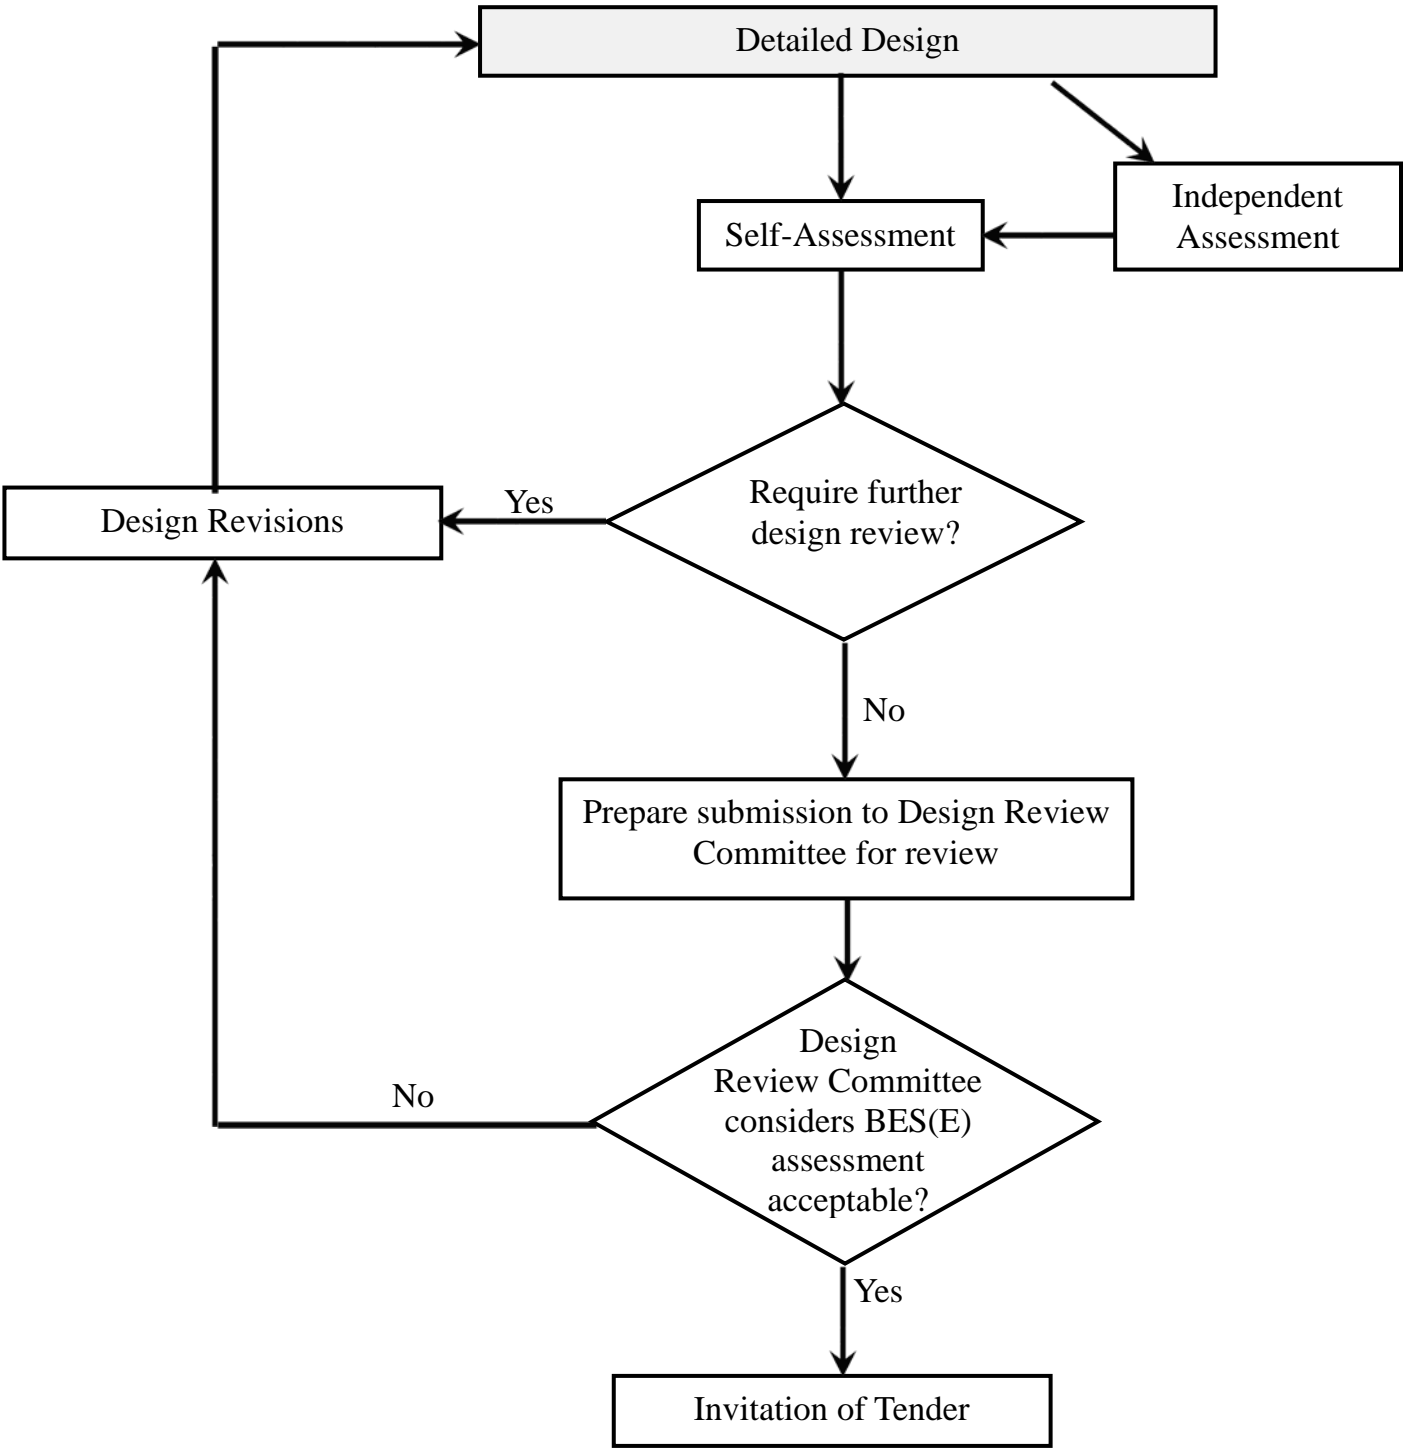 Detailed Design
Independent
Assessment
Self-Assessment
Require further
design review?
Yes
Design Revisions
No
Prepare submission to Design Review
Committee for review
Design
Review Committee
considers BES(E)
assessment
acceptable?
No
Yes
Invitation of Tender